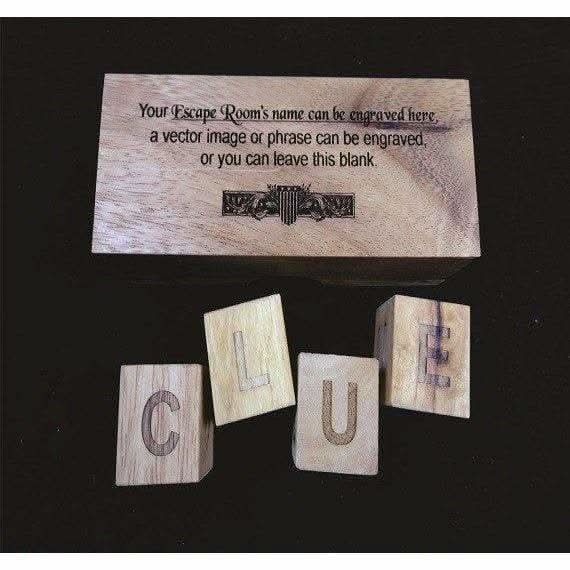 Your Escape Room's name can be engraved here,
a vector image or phrase can be engraved,
or you can leave this blank.
C L U E